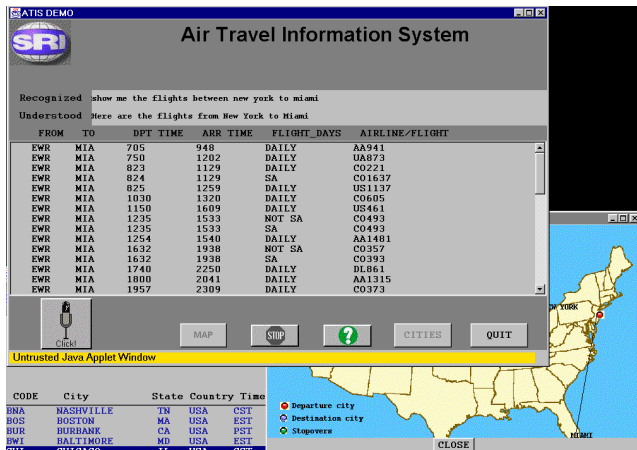 ATIS DEMO
SRI
Air Travel Information System
Recognized show me the flights between new york to miami
Understood Here are the flights from New York to Miami
FROM TO DPT TIME ARR TIME FLIGHT_DAYS AIRLINE/FLIGHT
EWR MIA 705 948 DAILY AA941
EWR MIA 750 1202 DAILY UA873
EWR MIA 823 1129 DAILY CO221
EWR MIA 824 1129 SA CO1637
EWR MIA 825 1259 DAILY US1137
EWR MIA 1030 1320 DAILY CO605
EWR MIA 1150 1609 DAILY US461
EWR MIA 1235 1533 NOT SA CO493
EWR MIA 1235 1533 SA CO493
EWR MIA 1254 1540 DAILY AA1481
EWR MIA 1632 1938 NOT SA CO357
EWR MIA 1632 1938 SA CO393
EWR MIA 1740 2250 DAILY DL861
EWR MIA 1800 2041 DAILY AA1315
EWR MIA 1957 2309 DAILY CO373
Click!
MAP
STOP
?
CITIES
QUIT
Untrusted Java Applet Window
CODE City State Country Time
BNA NASHVILLE TN USA CST
BOS BOSTON MA USA EST
BUR BURBANK CA USA PST
BWI BALTIMORE MD USA EST
YORK
MIAMI
Departure city
Destination city
Stopovers
CLOSE